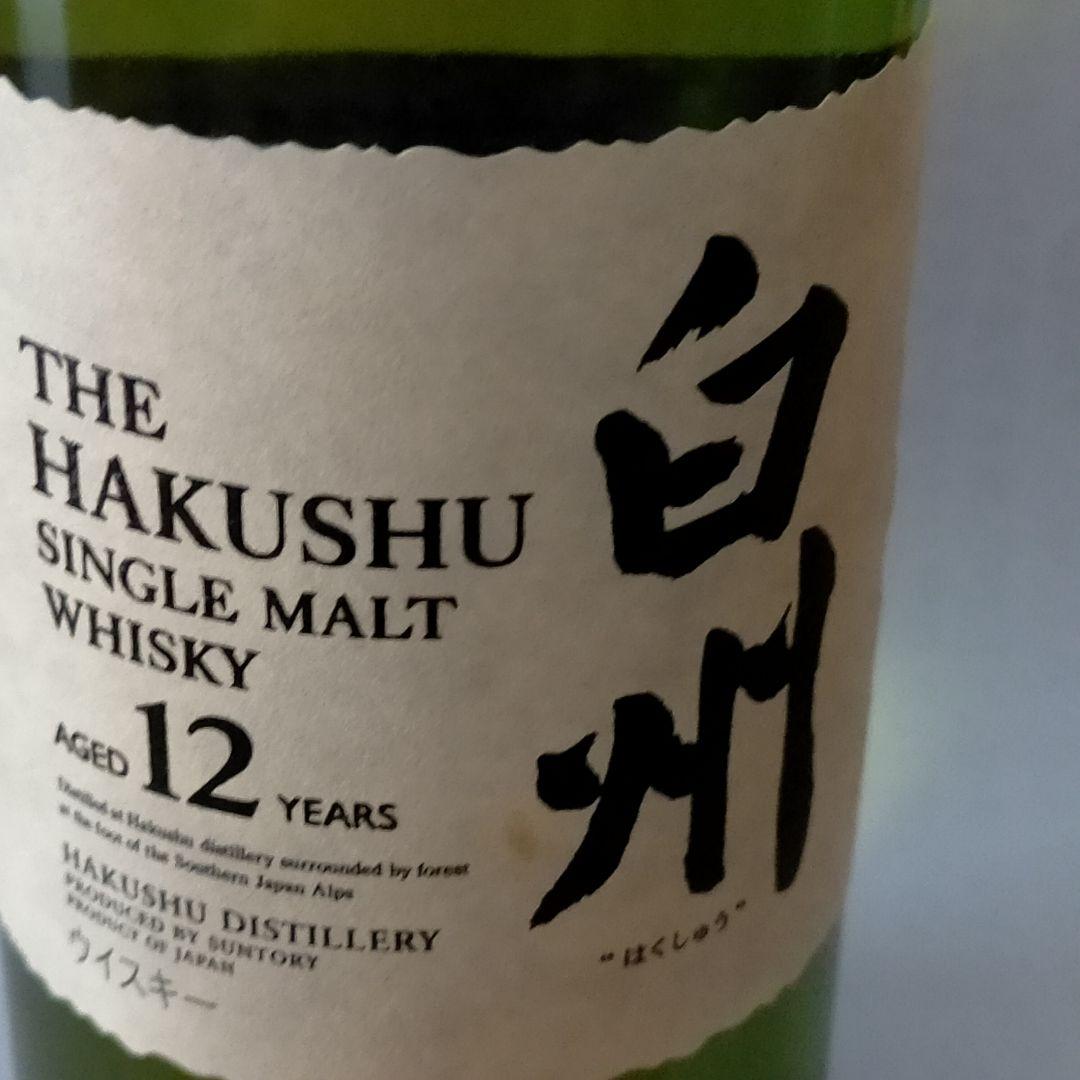 THE
HAKUSHU
SINGLE MALT
WHISKY
AGED 12 YEARS
Distilled at Hakushu distillery surrounded by forest
at the foot of the Southern Japan Alps
HAKUSHU DISTILLERY
PRODUCED BY SUNTORY
PRODUCT OF JAPAN
ウイスキー
白州
“はくしゅう”